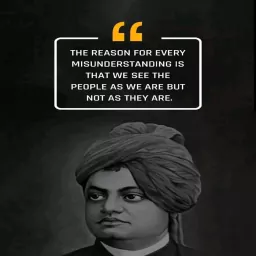 “
THE REASON FOR EVERY
MISUNDERSTANDING IS
THAT WE SEE THE
PEOPLE AS WE ARE BUT
NOT AS THEY ARE.